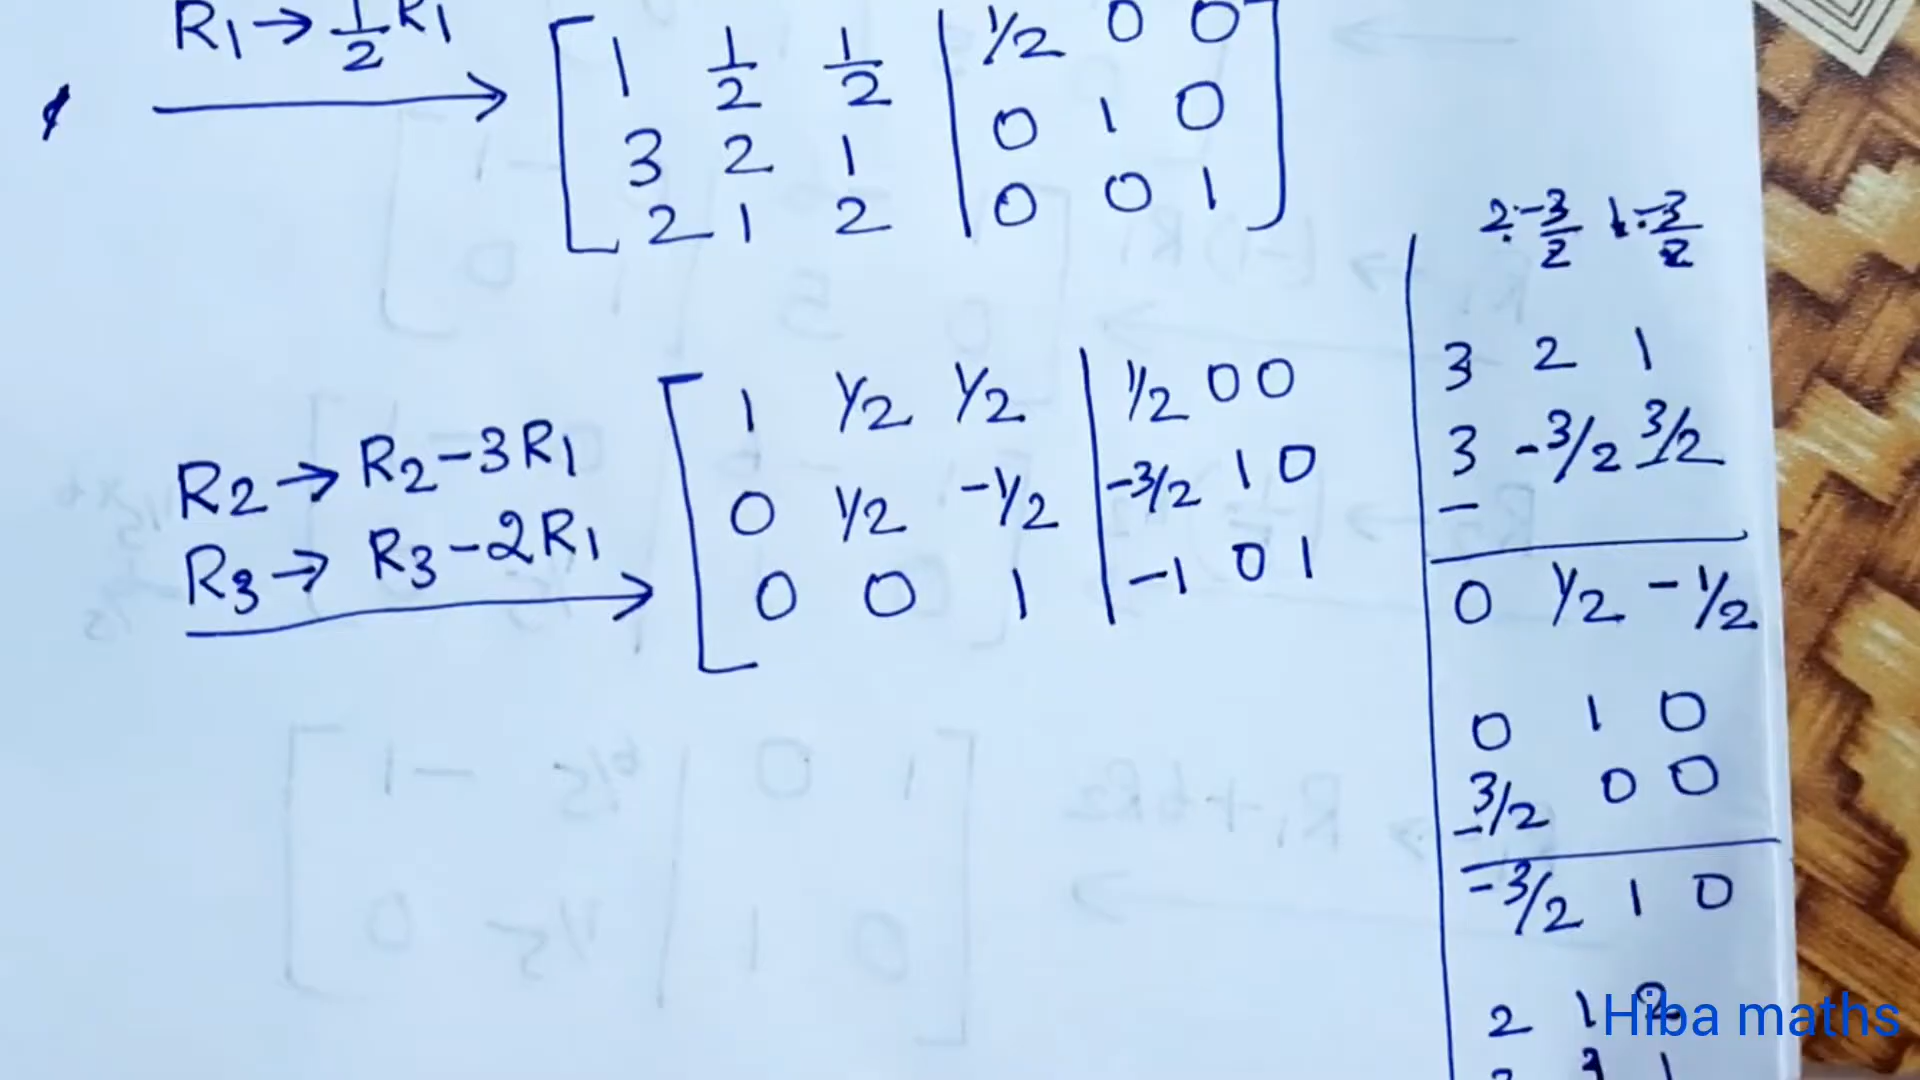 R1 → 1/2 R1
[ 1 1/2 1/2 | 1/2 0 0 ]
3 2 1 | 0 1 0
2 1 2 | 0 0 1
R2 → R2 - 3R1
R3 → R3 - 2R1
[ 1 1/2 1/2 | 1/2 0 0
0 1/2 -1/2 | -3/2 1 0
0 0 1 | -1 0 1
2 - 3/2 1 - 3/2
3 2 1
3 - 3/2 3/2
-
0 1/2 - 1/2
0 1 0
- 3/2 0 0
- 3/2 1 0
2 1 2
Hiba maths